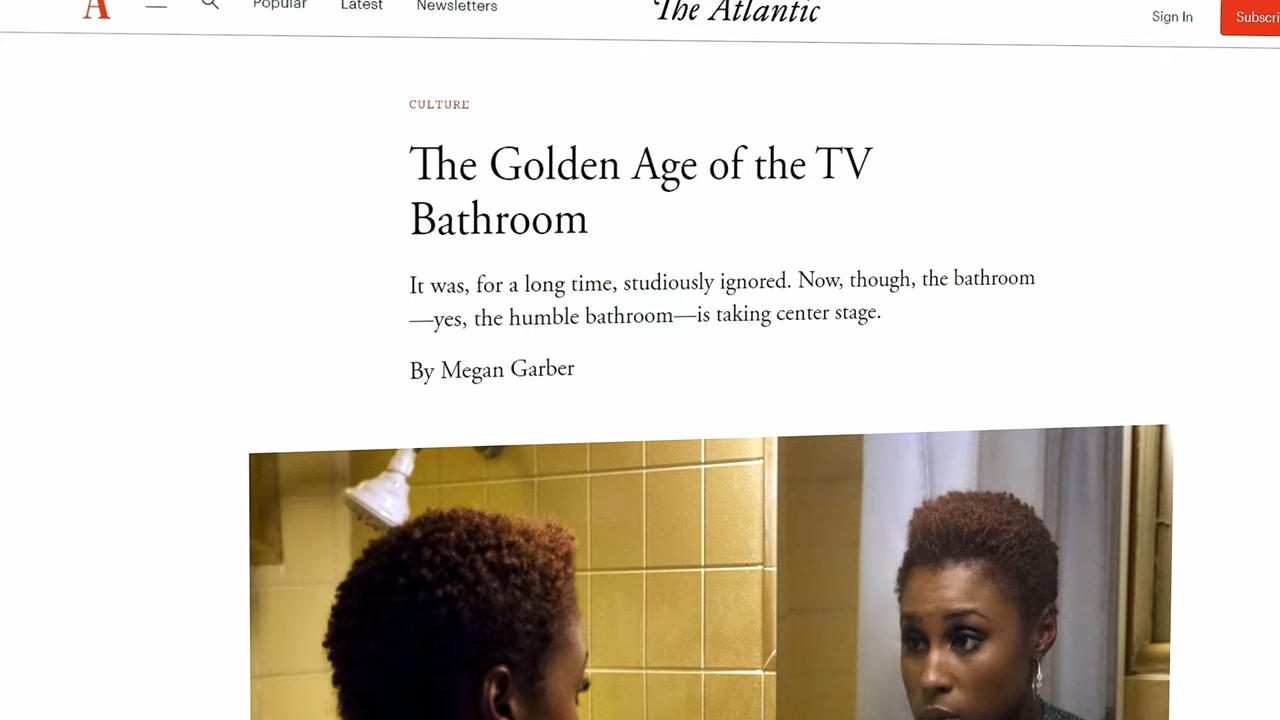 A Popular Latest Newsletters The Atlantic Sign In
CULTURE
The Golden Age of the TV
Bathroom
It was, for a long time, studiously ignored. Now, though, the bathroom
—yes, the humble bathroom—is taking center stage.
By Megan Garber